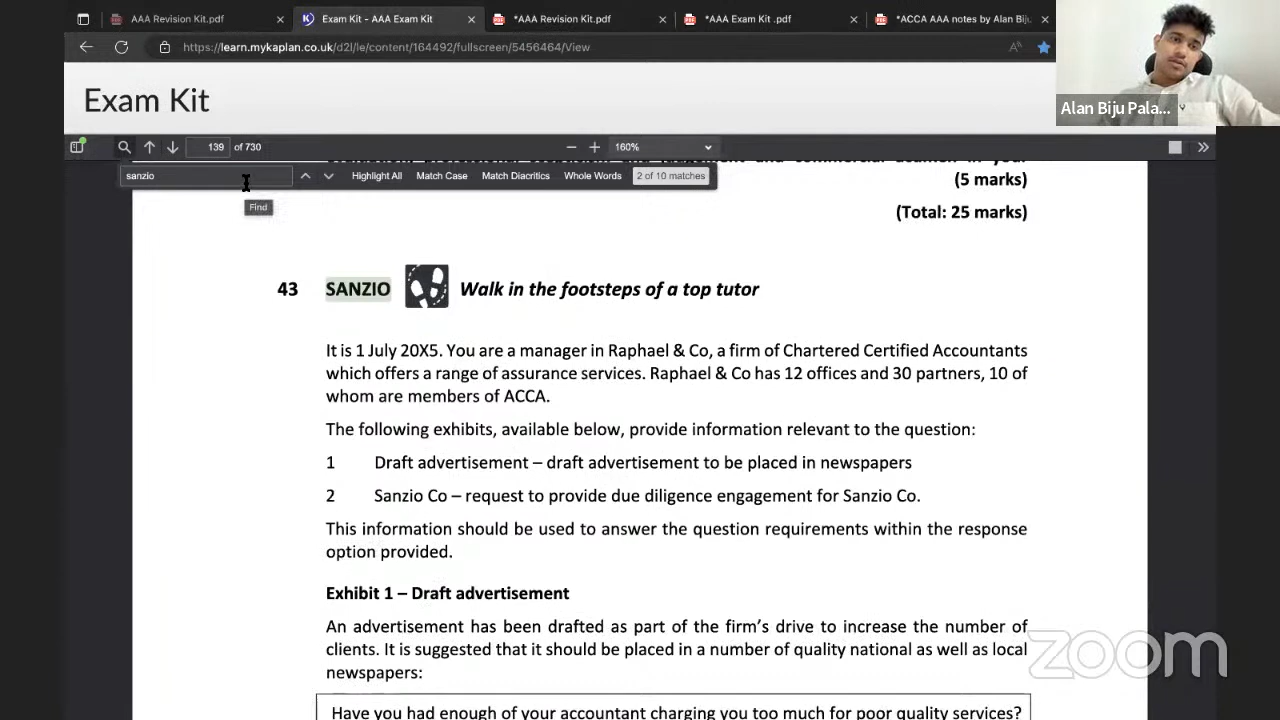 AAA Revision Kit.pdf
Exam Kit - AAA Exam Kit
*AAA Revision Kit.pdf
*AAA Exam Kit .pdf
*ACCA AAA notes by Alan Biju
https://learn.mykaplan.co.uk/d2l/le/content/164492/fullscreen/5456464/View
Alan Biju Pala...
Exam Kit
139 of 730
160%
sanzio
Highlight All
Match Case
Match Diacritics
Whole Words
2 of 10 matches
Find
(5 marks)
(Total: 25 marks)
43 SANZIO Walk in the footsteps of a top tutor
It is 1 July 20X5. You are a manager in Raphael & Co, a firm of Chartered Certified Accountants
which offers a range of assurance services. Raphael & Co has 12 offices and 30 partners, 10 of
whom are members of ACCA.
The following exhibits, available below, provide information relevant to the question:
1 Draft advertisement – draft advertisement to be placed in newspapers
2 Sanzio Co – request to provide due diligence engagement for Sanzio Co.
This information should be used to answer the question requirements within the response
option provided.
Exhibit 1 – Draft advertisement
An advertisement has been drafted as part of the firm's drive to increase the number of
clients. It is suggested that it should be placed in a number of quality national as well as local
newspapers:
Have you had enough of your accountant charging you too much for poor quality services?
zoom